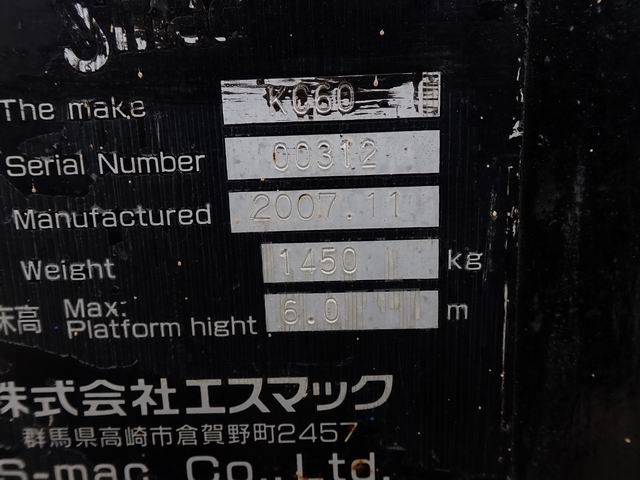 The make KC60
Serial Number 00312
Manufactured 2007.11
Weight 1450 kg
床高 Max. Platform hight 6.0 m
株式会社エスマック
群馬県高崎市倉賀野町2457
S-mac Co.,Ltd.